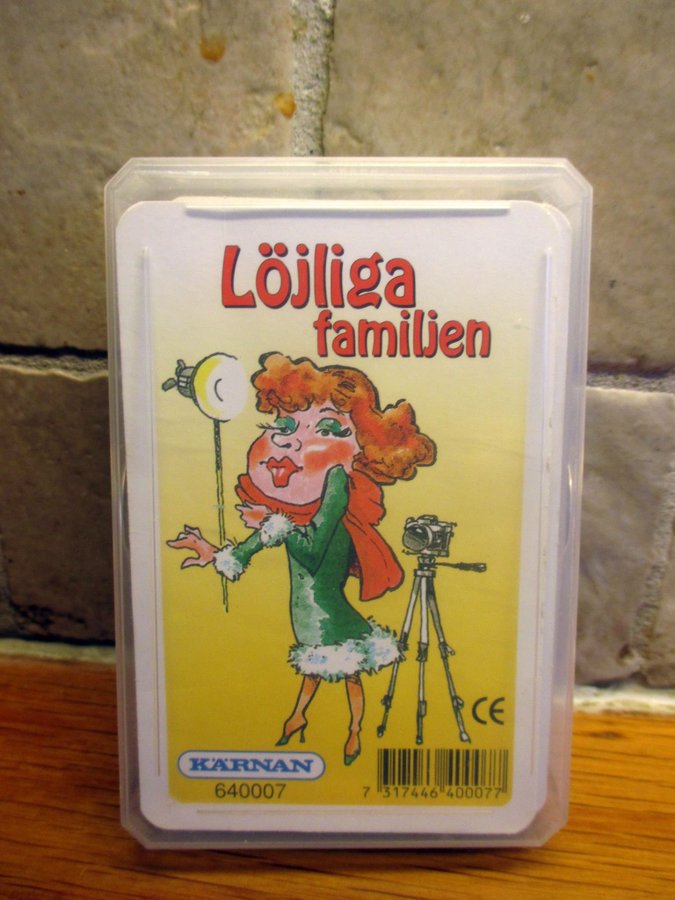 Löjliga
familjen
CE
KÄRNAN
640007
7 317446 400077